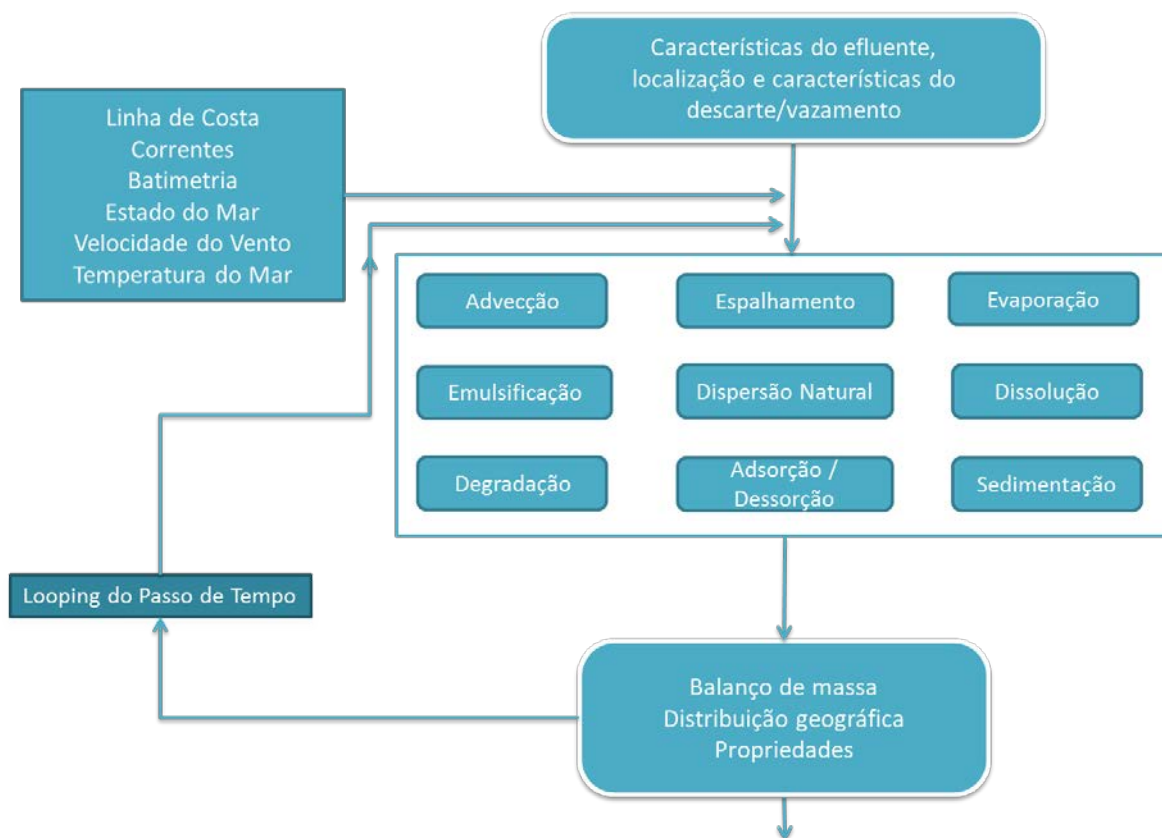 Características do efluente,
localização e características do
descarte/vazamento
Linha de Costa
Correntes
Batimetria
Estado do Mar
Velocidade do Vento
Temperatura do Mar
Advecção
Espalhamento
Evaporação
Emulsificação
Dispersão Natural
Dissolução
Degradação
Adsorção /
Dessorção
Sedimentação
Looping do Passo de Tempo
Balanço de massa
Distribuição geográfica
Propriedades